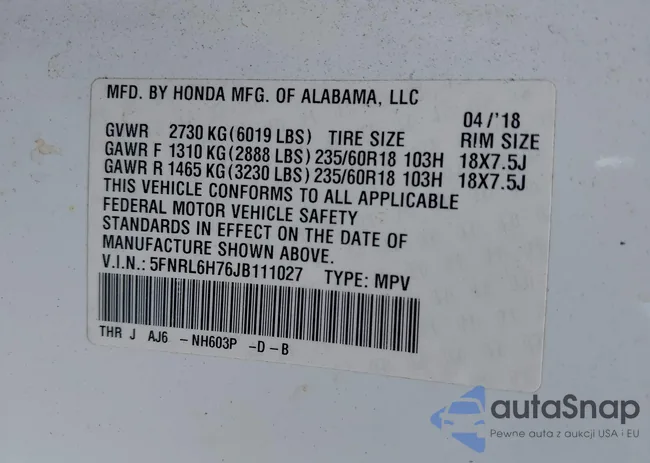 MFD. BY HONDA MFG. OF ALABAMA, LLC
04/'18
GVWR 2730 KG(6019 LBS) TIRE SIZE RIM SIZE
GAWR F 1310 KG(2888 LBS) 235/60R18 103H 18X7.5J
GAWR R 1465 KG(3230 LBS) 235/60R18 103H 18X7.5J
THIS VEHICLE CONFORMS TO ALL APPLICABLE
FEDERAL MOTOR VEHICLE SAFETY
STANDARDS IN EFFECT ON THE DATE OF
MANUFACTURE SHOWN ABOVE.
V.I.N.: 5FNRL6H76JB111027 TYPE: MPV
THR J AJ6 -NH603P -D-B
autaSnap
Pewne auta z aukcji USA i EU